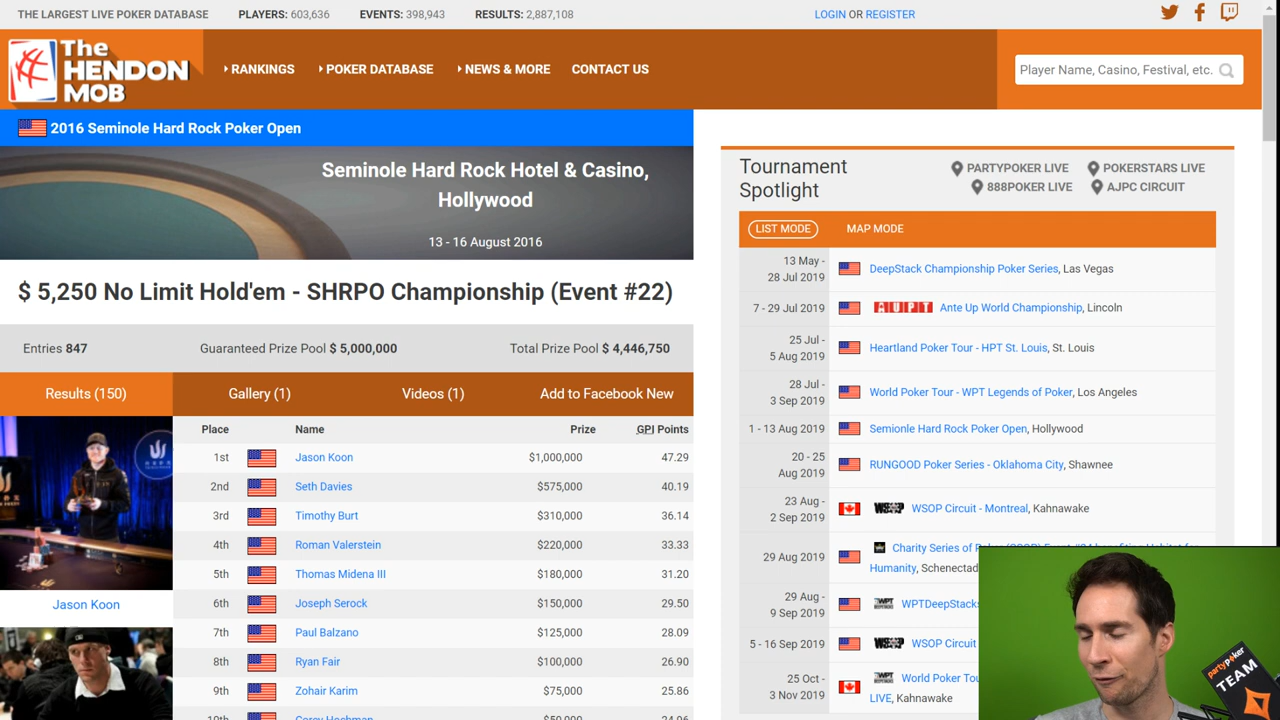 THE LARGEST LIVE POKER DATABASE PLAYERS: 603,636 EVENTS: 398,943 RESULTS: 2,887,108 LOGIN OR REGISTER
The HENDON MOB
RANKINGS POKER DATABASE NEWS & MORE CONTACT US
Player Name, Casino, Festival, etc.
2016 Seminole Hard Rock Poker Open
Seminole Hard Rock Hotel & Casino,
Hollywood
13 - 16 August 2016
$ 5,250 No Limit Hold'em - SHRPO Championship (Event #22)
Entries 847 Guaranteed Prize Pool $ 5,000,000 Total Prize Pool $ 4,446,750
Results (150) Gallery (1) Videos (1) Add to Facebook New
Place Name Prize GPI Points
1st Jason Koon $1,000,000 47.29
2nd Seth Davies $575,000 40.19
3rd Timothy Burt $310,000 36.14
4th Roman Valerstein $220,000 33.33
5th Thomas Midena III $180,000 31.20
6th Joseph Serock $150,000 29.50
7th Paul Balzano $125,000 28.09
8th Ryan Fair $100,000 26.90
9th Zohair Karim $75,000 25.86
Jason Koon
Tournament
Spotlight
PARTYPOKER LIVE POKERSTARS LIVE
888POKER LIVE AJPC CIRCUIT
LIST MODE MAP MODE
13 May -
28 Jul 2019 DeepStack Championship Poker Series, Las Vegas
7 - 29 Jul 2019 AUPT Ante Up World Championship, Lincoln
25 Jul -
5 Aug 2019 Heartland Poker Tour - HPT St. Louis, St. Louis
28 Jul -
3 Sep 2019 World Poker Tour - WPT Legends of Poker, Los Angeles
1 - 13 Aug 2019 Semionle Hard Rock Poker Open, Hollywood
20 - 25
Aug 2019 RUNGOOD Poker Series - Oklahoma City, Shawnee
23 Aug -
2 Sep 2019 WSOP WSOP Circuit - Montreal, Kahnawake
29 Aug 2019 Charity Series of
Humanity, Schenectad
29 Aug -
9 Sep 2019 WPT WPTDeepStack
5 - 16 Sep 2019 WSOP WSOP Circuit
25 Oct -
3 Nov 2019 WPT World Poker Tou
LIVE, Kahnawake
partypoker
TEAM